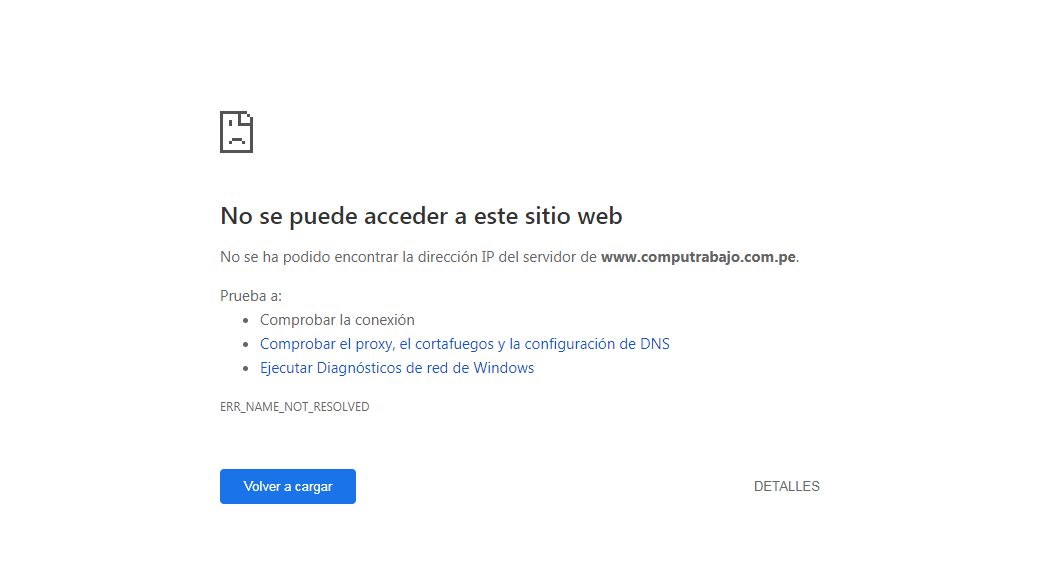 No se puede acceder a este sitio web
No se ha podido encontrar la dirección IP del servidor de www.computrabajo.com.pe.
Prueba a:
• Comprobar la conexión
• Comprobar el proxy, el cortafuegos y la configuración de DNS
• Ejecutar Diagnósticos de red de Windows
ERR_NAME_NOT_RESOLVED
Volver a cargar
DETALLES